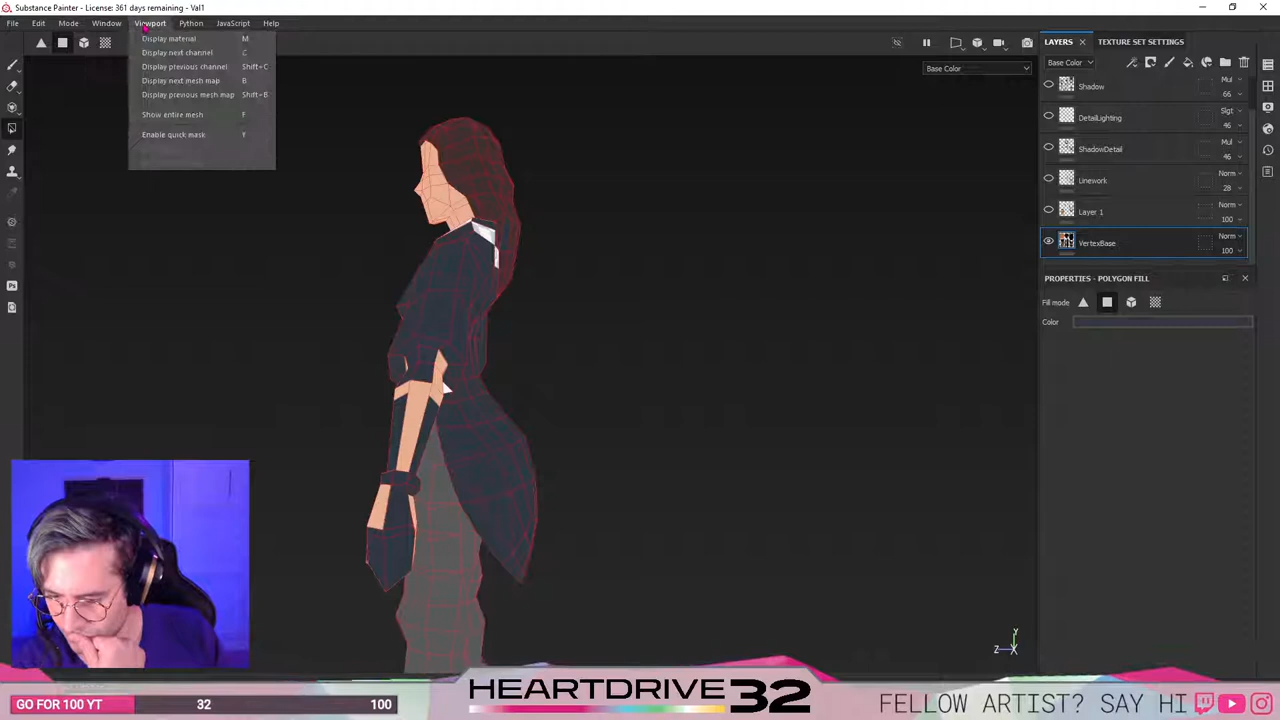 Substance Painter - License: 361 days remaining - Val1
File Edit Mode Window Viewport Python JavaScript Help
Display material M
Display next channel C
Display previous channel Shift+C
Display next mesh map B
Display previous mesh map Shift+B
Show entire mesh F
Enable quick mask Y
Base Color
LAYERS
TEXTURE SET SETTINGS
Base Color
Shadow Mul 66
DetailLighting Slgt 46
ShadowDetail Mul 46
Linework Norm 28
Layer 1 Norm 100
VertexBase Norm 100
PROPERTIES - POLYGON FILL
Fill mode
Color
Ps
Y
Z X
GO FOR 100 YT 32 100
HEARTDRIVE 32
FELLOW ARTIST? SAY HI